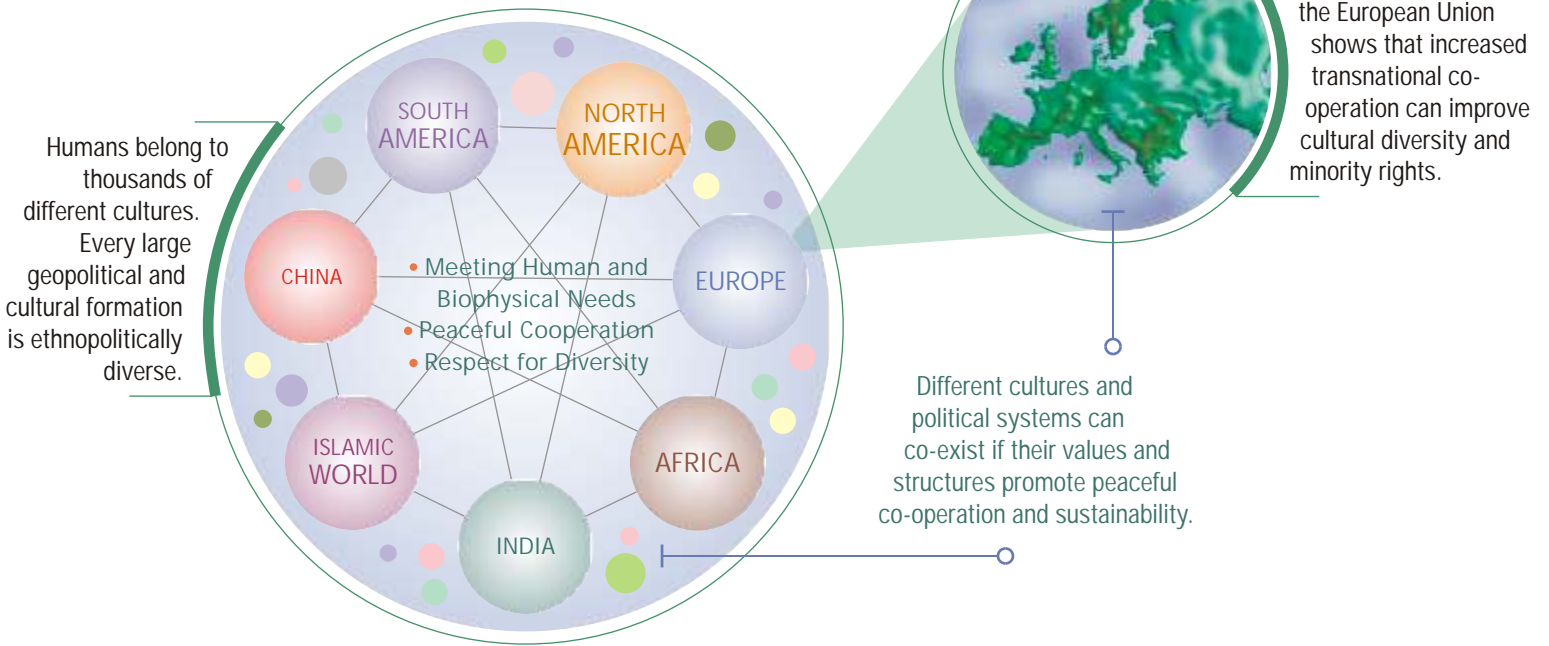 the European Union
shows that increased
transnational co-
operation can improve
cultural diversity and
minority rights.
Humans belong to
thousands of
different cultures.
Every large
geopolitical and
cultural formation
is ethnopolitically
diverse.
SOUTH
AMERICA
NORTH
AMERICA
CHINA
EUROPE
• Meeting Human and
Biophysical Needs
• Peaceful Cooperation
• Respect for Diversity
ISLAMIC
WORLD
AFRICA
INDIA
Different cultures and
political systems can
co-exist if their values and
structures promote peaceful
co-operation and sustainability.